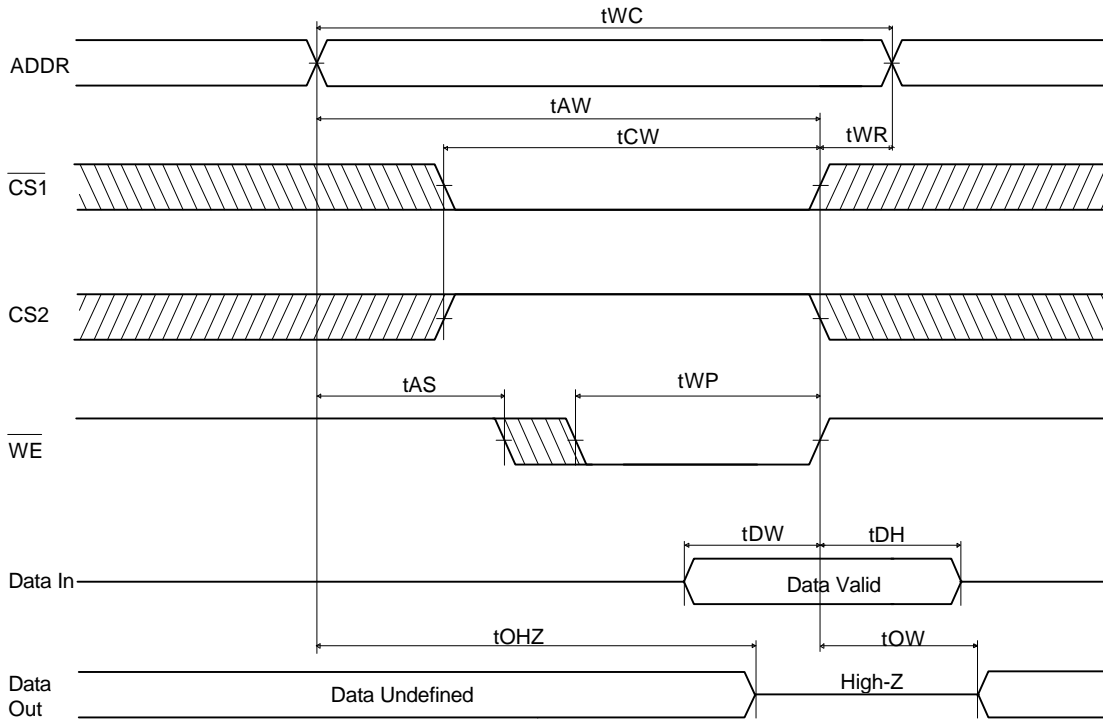 tWC
ADDR
tAW
tCW
tWR
CS1
CS2
tAS
tWP
WE
tDW
tDH
Data In
Data Valid
tOHZ
tOW
Data
Out
Data Undefined
High-Z